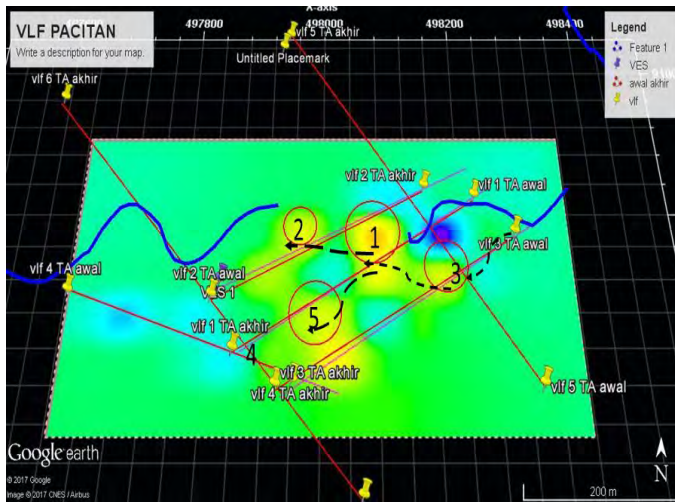 X-axis
497800 498000 498200 498400
VLF PACITAN
Write a description for your map.
vlf 5 TA akhir
Untitled Placemark
Legend
Feature 1
VES
awal akhir
vlf
vlf 6 TA akhir
vlf 2 TA akhir
vlf 1 TA awal
vlf 3 TA awal
2
1
3
vlf 4 TA awal
vlf 2 TA awal
VES 1
5
vlf 1 TA akhir
4
vlf 3 TA akhir
vlf 4 TA akhir
vlf 5 TA awal
Google earth
© 2017 Google
Image © 2017 CNES / Airbus
N
200 m